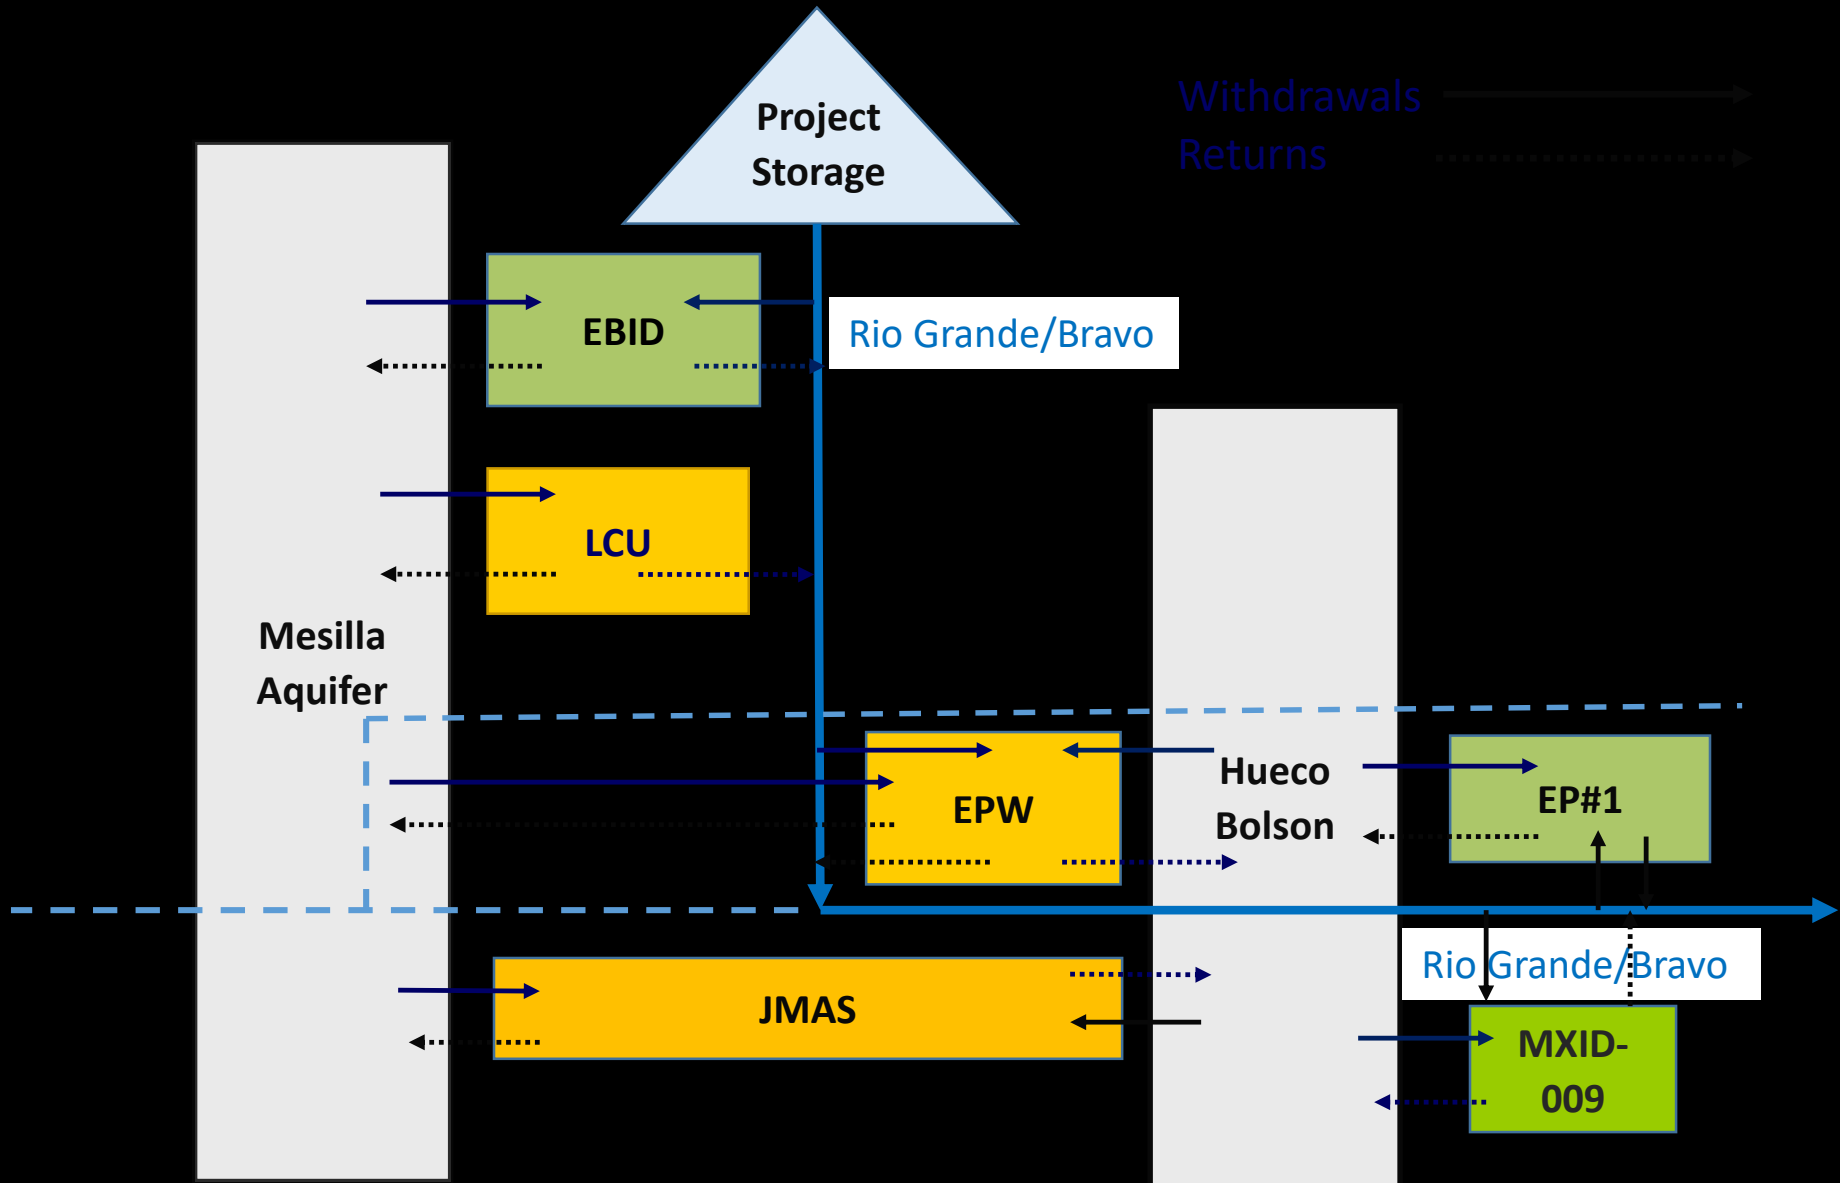 Project
Storage
Withdrawals
Returns
EBID
Rio Grande/Bravo
LCU
Mesilla
Aquifer
EPW
Hueco
Bolson
EP#1
Rio Grande/Bravo
JMAS
MXID-
009